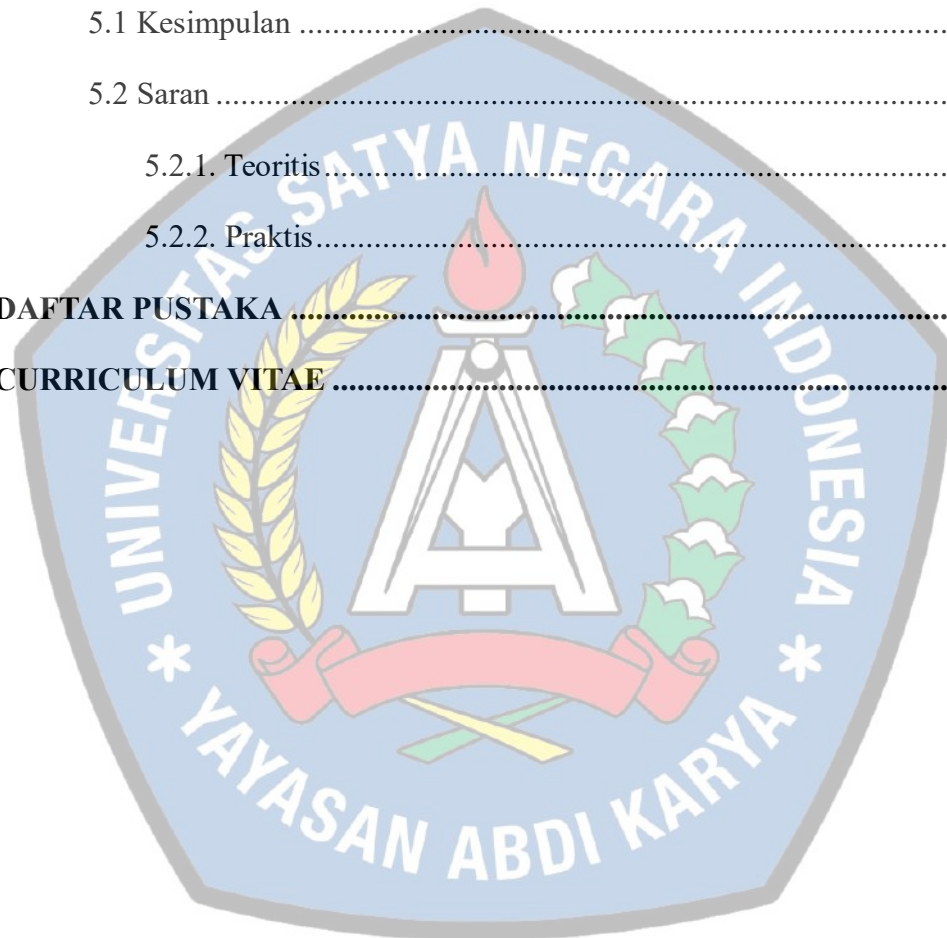 5.1 Kesimpulan ................................................................................
5.2 Saran ..........................................................................................
5.2.1. Teoritis............................................................................
5.2.2. Praktis.............................................................................
DAFTAR PUSTAKA ................................................................................
CURRICULUM VITAE ...........................................................................
UNIVERSITAS SATYA NEGARA INDONESIA
* YAYASAN ABDI KARYA *